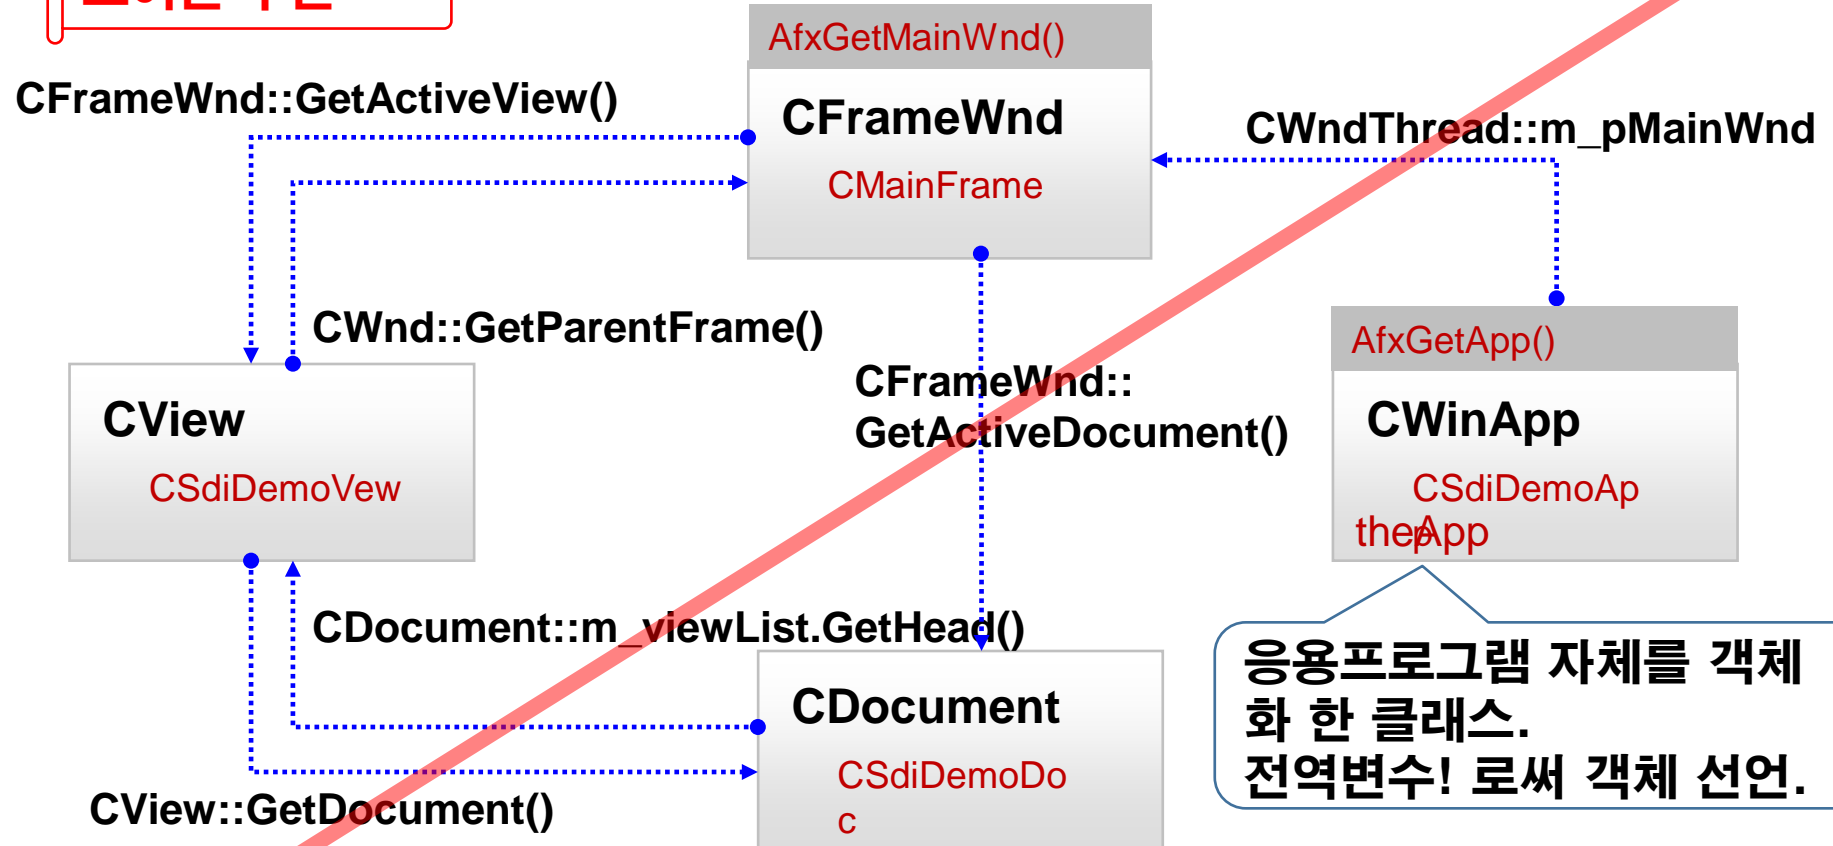 AfxGetMainWnd()
CFrameWnd::GetActiveView()
CFrameWnd
CWndThread::m_pMainWnd
CMainFrame
CWnd::GetParentFrame()
AfxGetApp()
CFrameWnd::
GetActiveDocument()
CView
CWinApp
CSdiDemoVew
CSdiDemoAp
p
theApp
CDocument::m_viewList.GetHead()
응용프로그램 자체를 객체
화 한 클래스.
전역변수! 로써 객체 선언.
CDocument
CSdiDemoDo
c
CView::GetDocument()